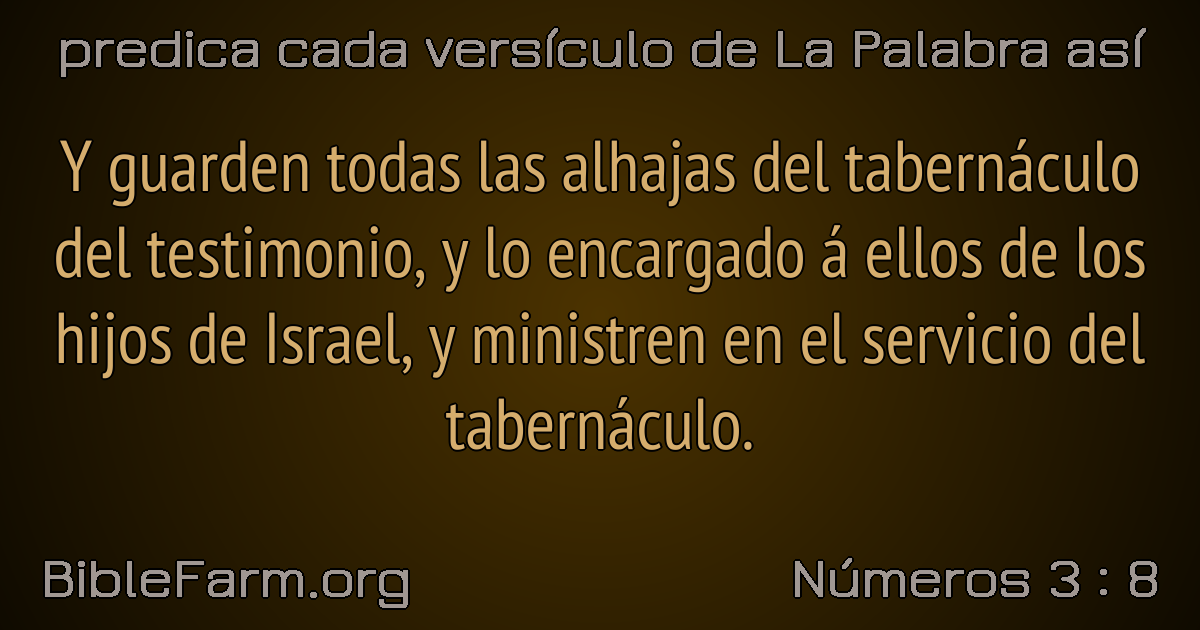 predica cada versículo de La Palabra así
Y guarden todas las alhajas del tabernáculo
del testimonio, y lo encargado á ellos de los
hijos de Israel, y ministren en el servicio del
tabernáculo.
BibleFarm.org
Números 3 : 8